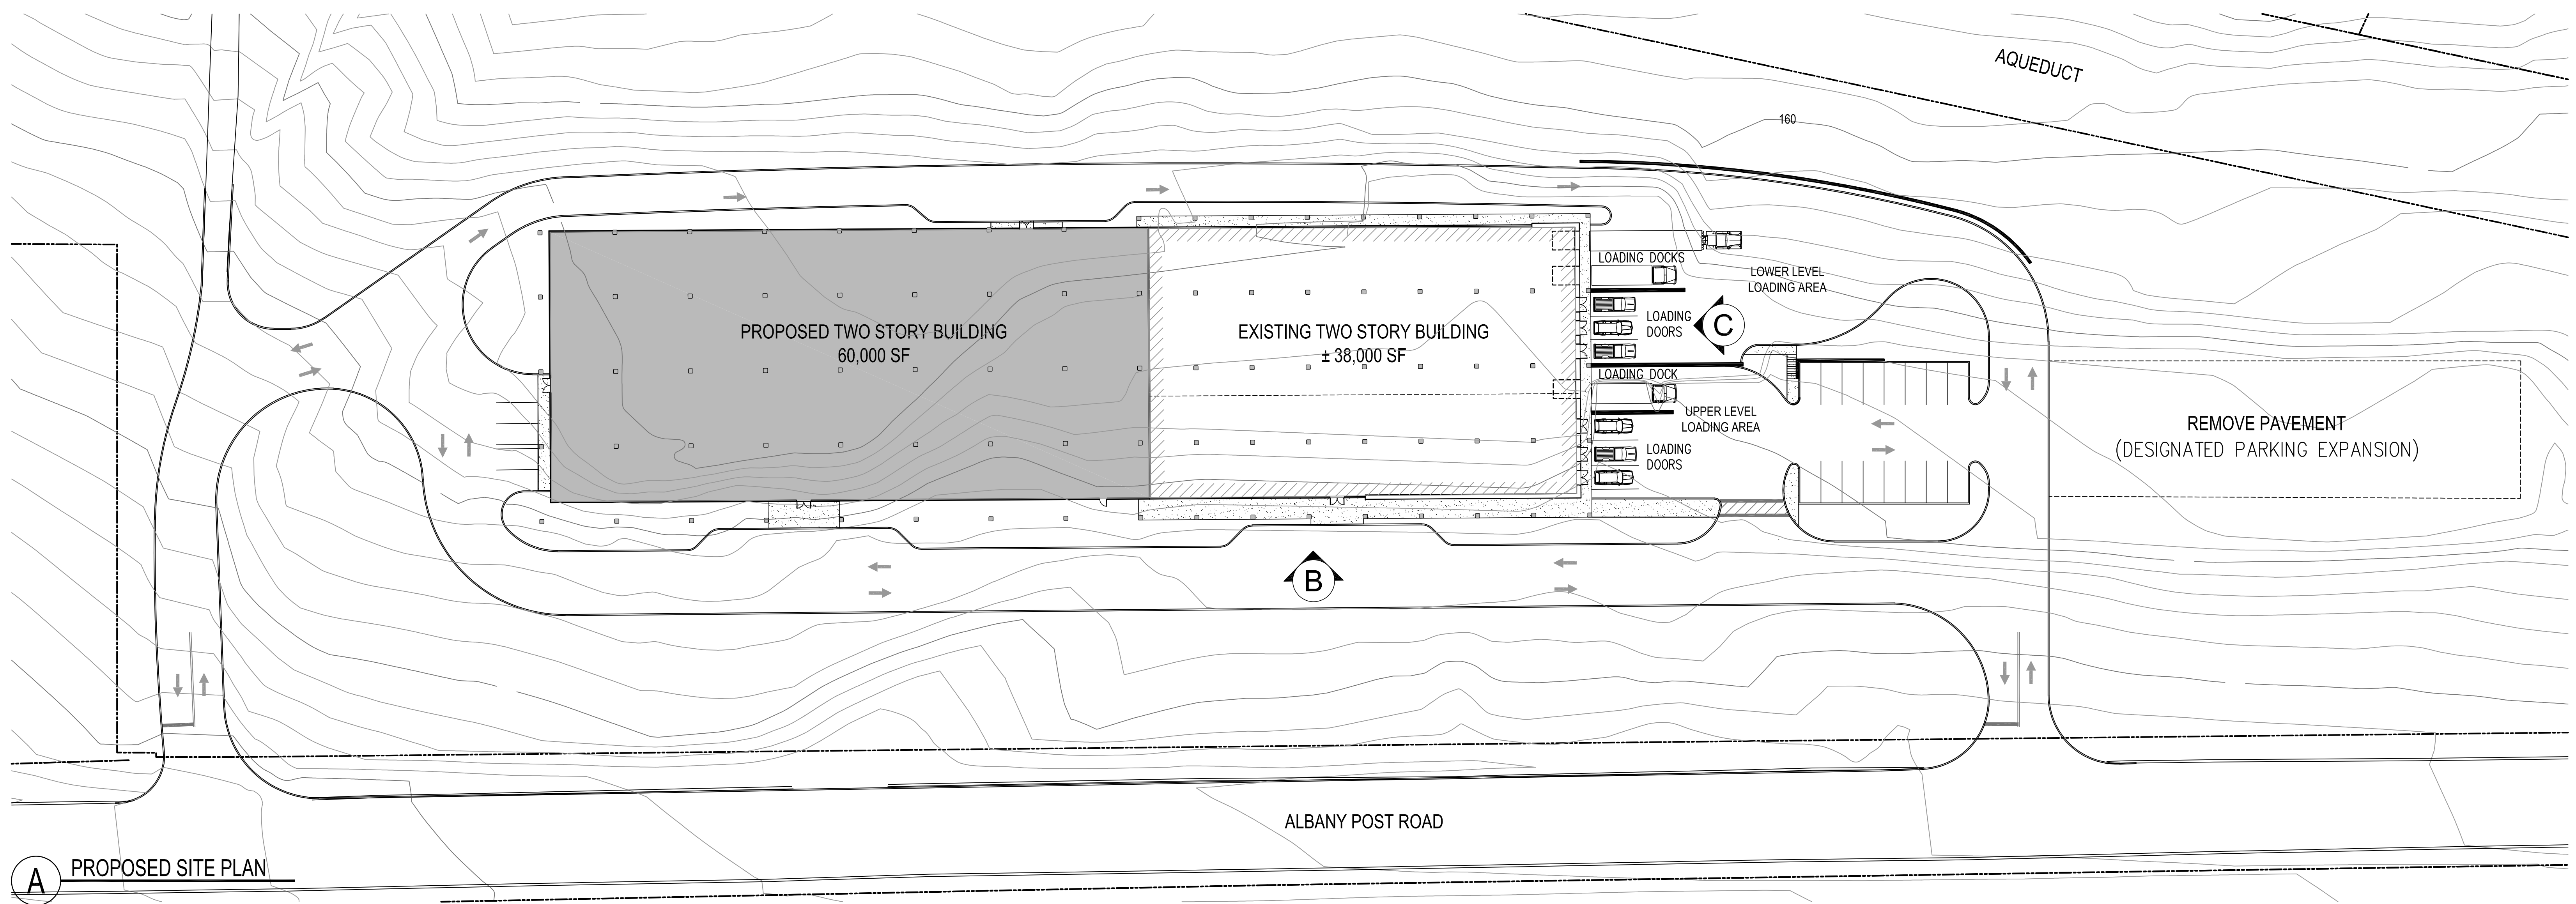 AQUEDUCT
160
LOADING DOCKS
LOWER LEVEL
LOADING AREA
LOADING
DOORS
C
PROPOSED TWO STORY BUILDING
60,000 SF
EXISTING TWO STORY BUILDING
± 38,000 SF
LOADING DOCK
UPPER LEVEL
LOADING AREA
LOADING
DOORS
REMOVE PAVEMENT
(DESIGNATED PARKING EXPANSION)
B
ALBANY POST ROAD
A PROPOSED SITE PLAN